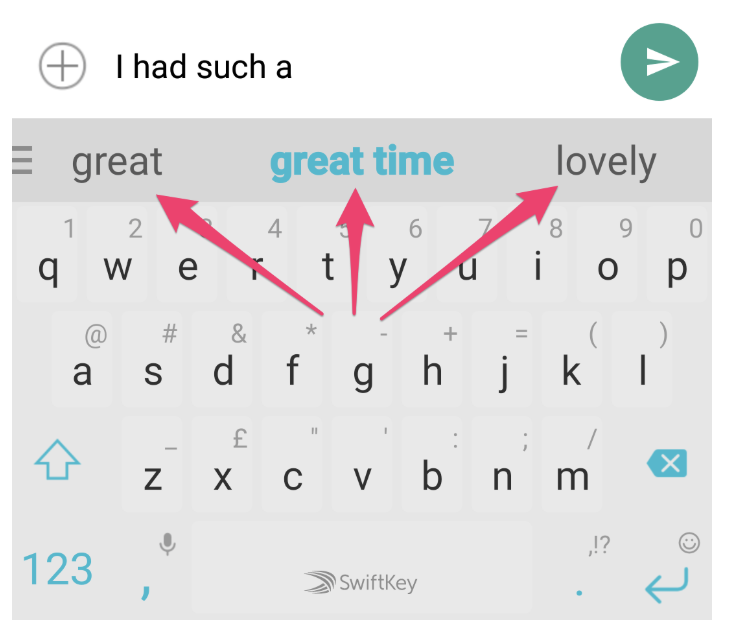 I had such a
great great time lovely
1 2 3 4 5 6 7 8 9 0
q w e r t y u i o p
@ # & * - + = ( )
a s d f g h j k l
_ £ " ' : ; /
z x c v b n m
,!?
123 , SwiftKey .